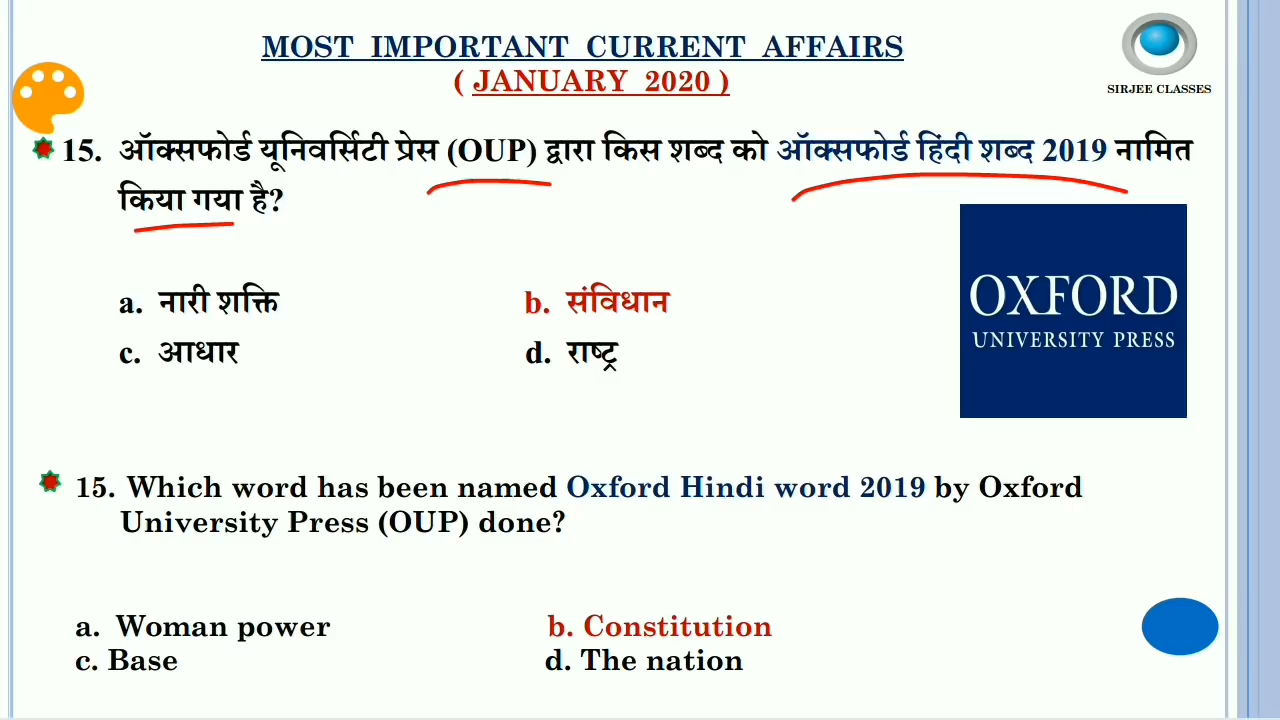 MOST IMPORTANT CURRENT AFFAIRS
( JANUARY 2020 )
SIRJEE CLASSES
15. ऑक्सफोर्ड यूनिवर्सिटी प्रेस (OUP) द्वारा किस शब्द को ऑक्सफोर्ड हिंदी शब्द 2019 नामित
किया गया है?
a. नारी शक्ति b. संविधान
c. आधार d. राष्ट्र
OXFORD
UNIVERSITY PRESS
15. Which word has been named Oxford Hindi word 2019 by Oxford
University Press (OUP) done?
a. Woman power b. Constitution
c. Base d. The nation